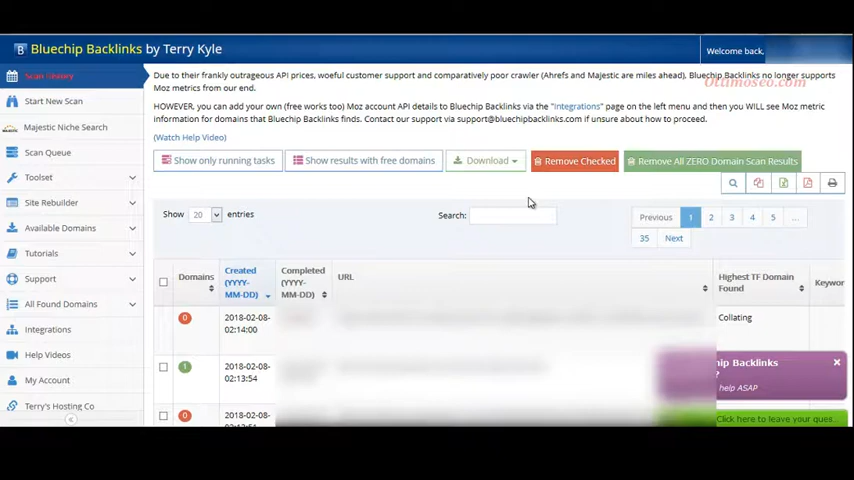 Bluechip Backlinks by Terry Kyle
Welcome back,
Ottimoseo.com
Scan History
Start New Scan
Majestic Niche Search
Scan Queue
Toolset
Site Rebuilder
Available Domains
Tutorials
Support
All Found Domains
Integrations
Help Videos
My Account
Terry's Hosting Co
Due to their frankly outrageous API prices, woeful customer support and comparatively poor crawler (Ahrefs and Majestic are miles ahead), Bluechip Backlinks no longer supports
Moz metrics from our end.
HOWEVER, you can add your own (free works too) Moz account API details to Bluechip Backlinks via the "Integrations" page on the left menu and then you WILL see Moz metric
information for domains that Bluechip Backlinks finds. Contact our support via support@bluechipbacklinks.com if unsure about how to proceed.
(Watch Help Video)
Show only running tasks
Show results with free domains
Download
Remove Checked
Remove All ZERO Domain Scan Results
Show 20 entries
Search:
Previous 1 2 3 4 5 ...
35 Next
Domains
Created (YYYY-MM-DD)
Completed (YYYY-MM-DD)
URL
Highest TF Domain Found
Keywor
0
2018-02-08-
02:14:00
Collating
1
2018-02-08-
02:13:54
0
2018-02-08-
hip Backlinks
?
help ASAP
Click here to leave your ques...